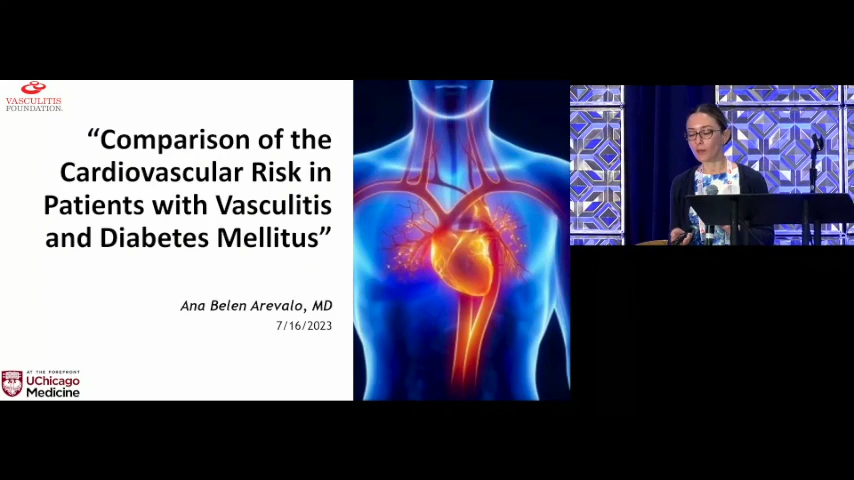 VASCULITIS
FOUNDATION.
“Comparison of the
Cardiovascular Risk in
Patients with Vasculitis
and Diabetes Mellitus”
Ana Belen Arevalo, MD
7/16/2023
AT THE FOREFRONT
UChicago
Medicine